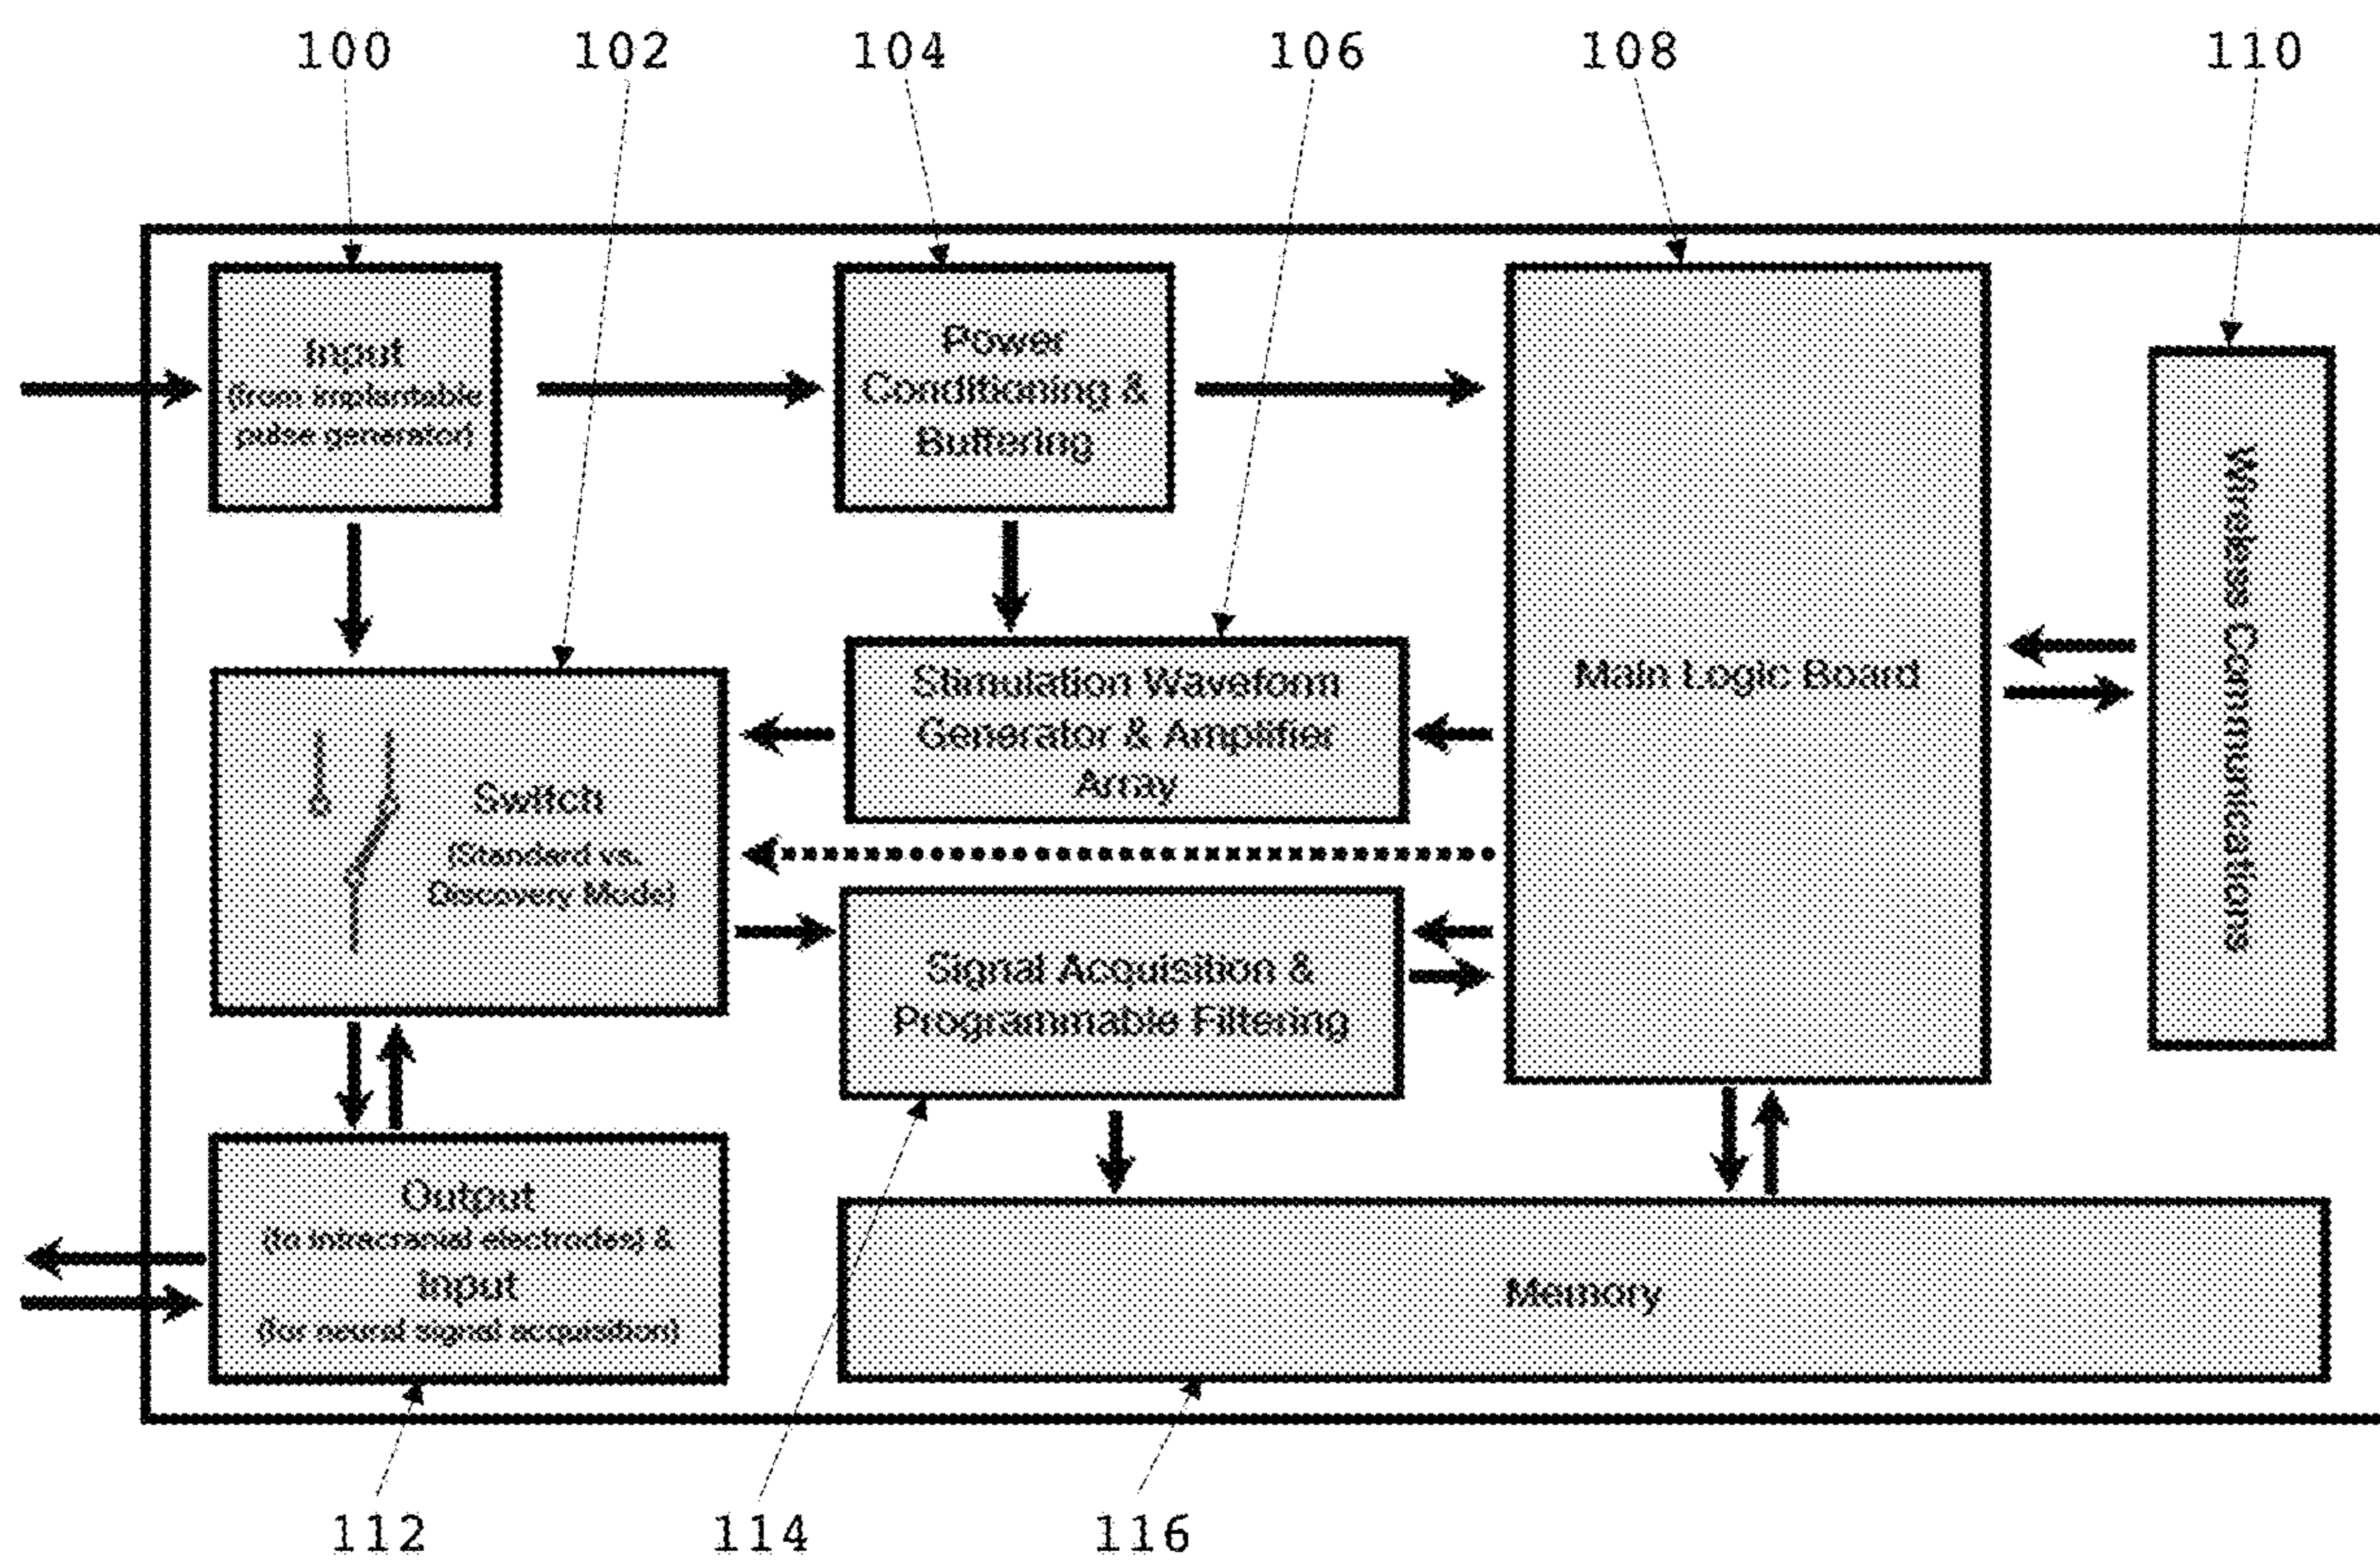 100
102
104
106
108
110
Input
(from implantable
pulse generator)
Power
Conditioning &
Buffering
Stimulation Waveform
Generator & Amplifier
Array
Main Logic Board
Wireless Communications
Switch
(Standard vs.
Discovery Mode)
Signal Acquisition &
Programmable Filtering
Output
(to intracranial electrodes) &
Input
(for neural signal acquisition)
Memory
112
114
116